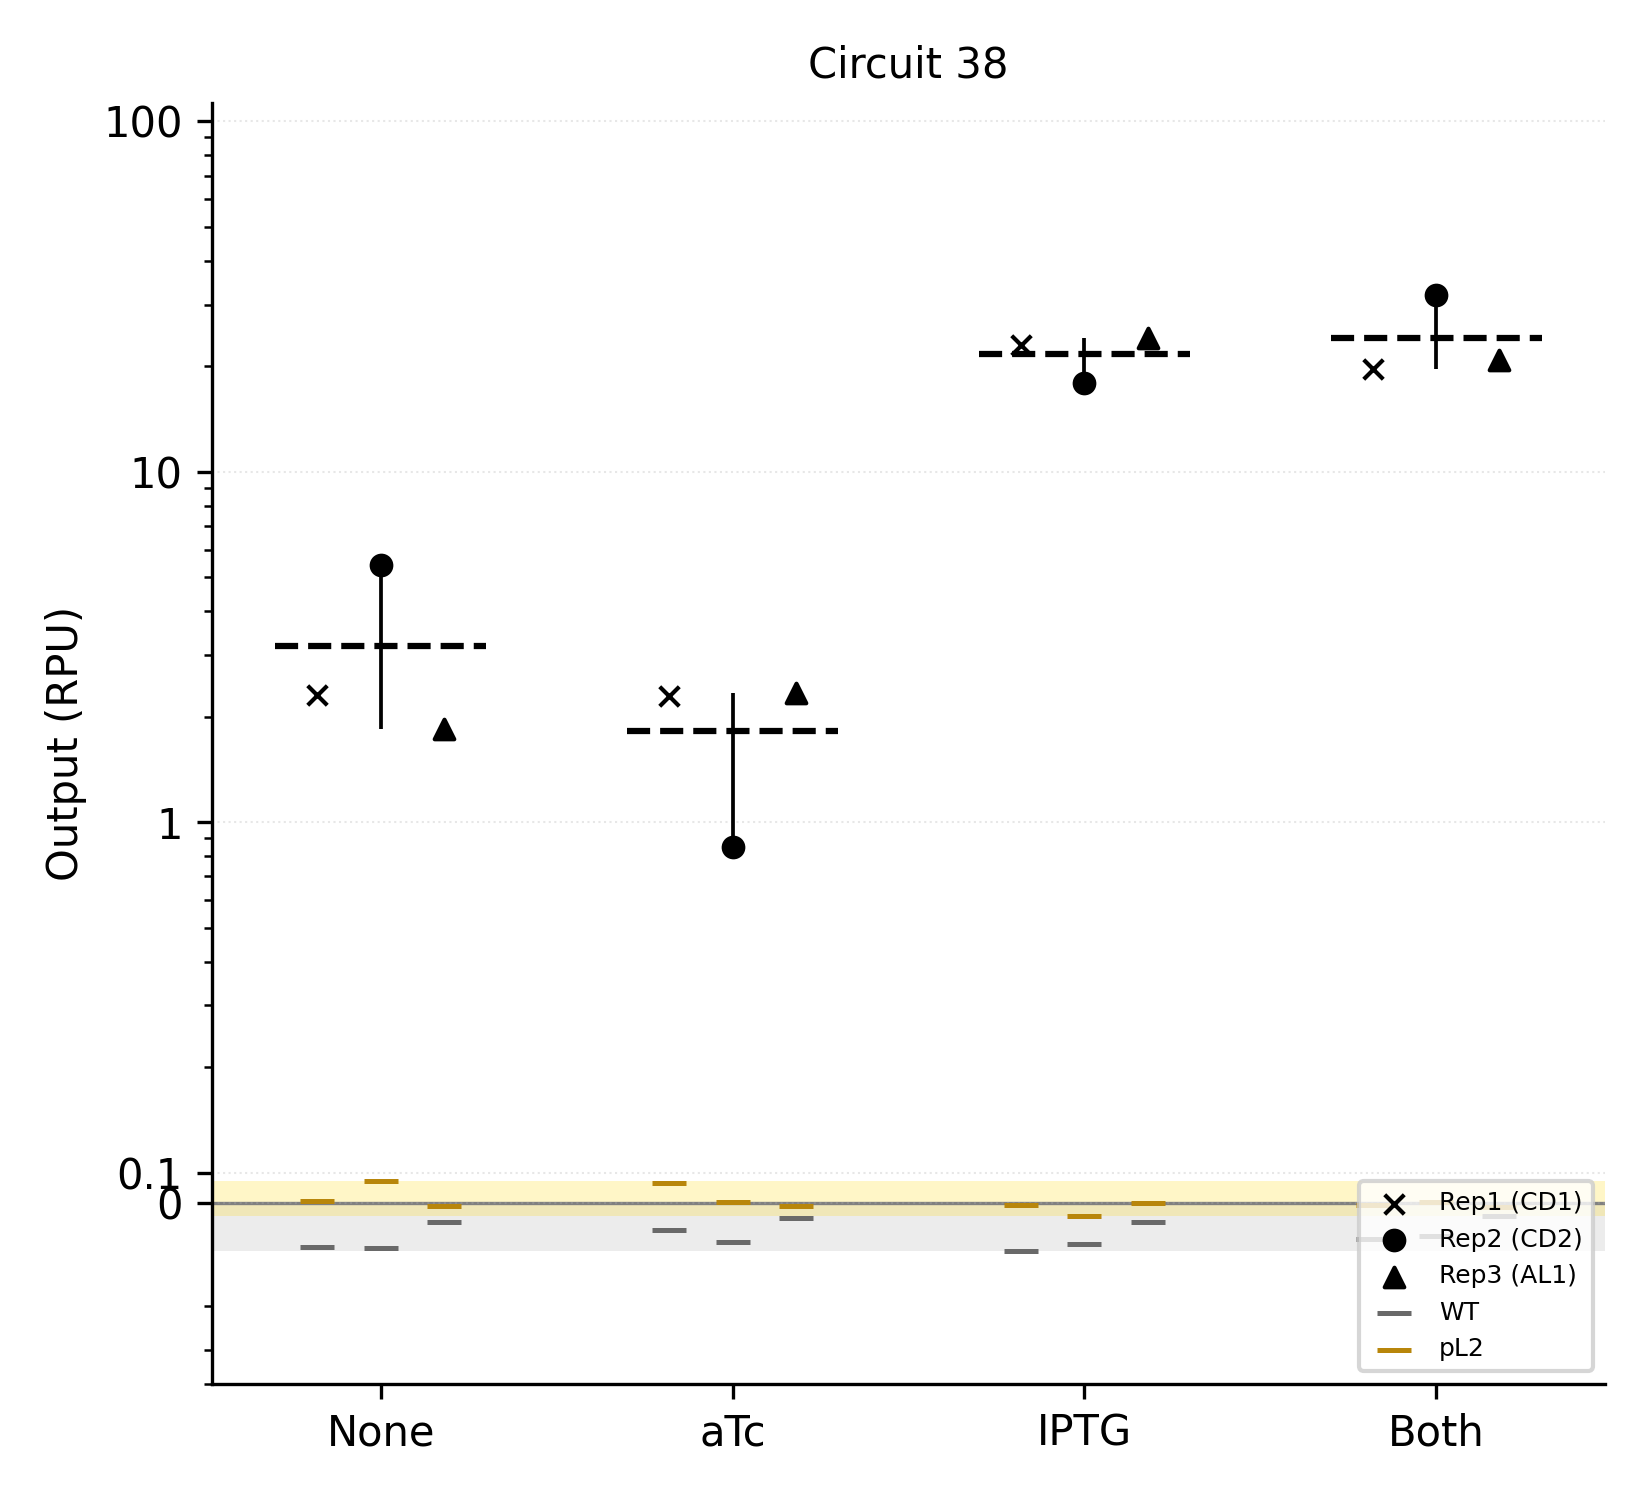 Circuit 38
Output (RPU)
100
10
1
0.1
0
None
aTc
IPTG
Both
Rep1 (CD1)
Rep2 (CD2)
Rep3 (AL1)
WT
pL2